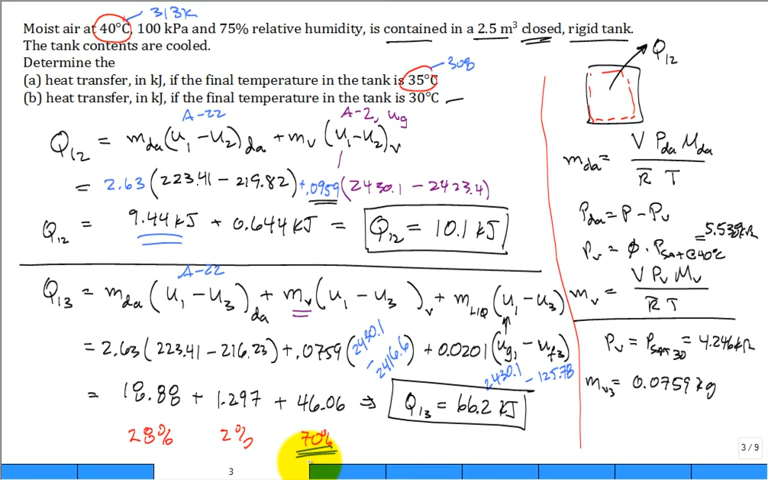 313K
Moist air at 40°C, 100 kPa and 75% relative humidity, is contained in a 2.5 m³ closed, rigid tank.
The tank contents are cooled.
Determine the
308
(a) heat transfer, in kJ, if the final temperature in the tank is 35°C
(b) heat transfer, in kJ, if the final temperature in the tank is 30°C
A-22 A-2, ug
Q12 = mda(u1 - u2)da + mv(u1 - u2)v
= 2.63 (223.41 - 219.82) + .0959 (2430.1 - 2423.4)
Q12 = 9.44 kJ + 0.644 kJ = Q12 = 10.1 kJ
A-22
Q13 = mda (u1 - u3)da + mv (u1 - u3)v + mLIQ (u1 - u3)
= 2.63 (223.41 - 216.23) + .0759 (2430.1 - 2416.6) + 0.0201 (ug1 - uf3)
2430.1 - 125.78
= 18.88 + 1.297 + 46.06 ⇒ Q13 = 66.2 kJ
28% 2% 70%
Q12
mda = V Pda Mda / R̄ T
Pda = P - Pv
= 5.539 kPa
Pv = ϕ · Psat@40°C
mv = V Pv Mv / R̄ T
Pv = Psat 30 = 4.246 kPa
mv3 = 0.0759 kg
3 / 9
3